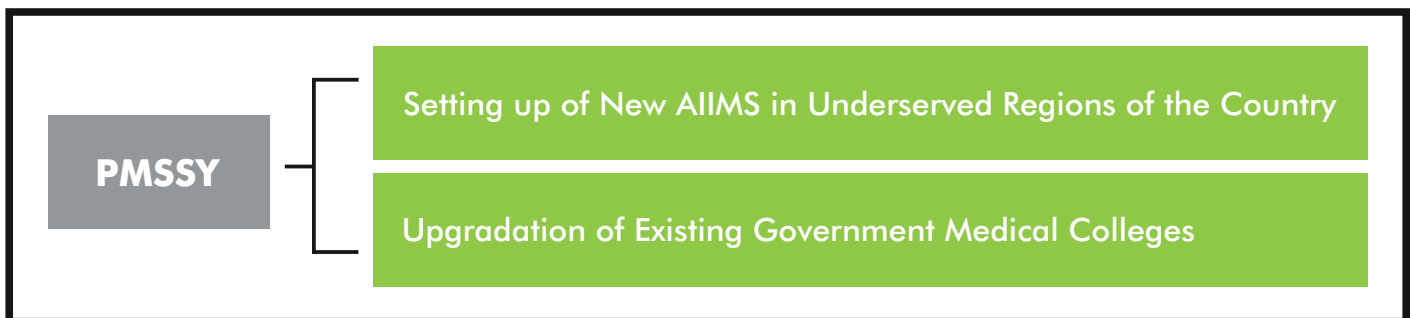 PMSSY
Setting up of New AIIMS in Underserved Regions of the Country
Upgradation of Existing Government Medical Colleges